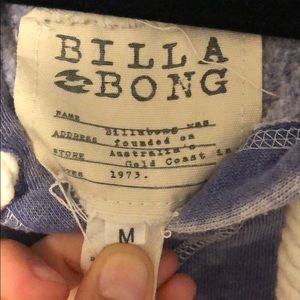 BILLA
BONG
NAME Billabong was
ADDRESS founded on
STORE Australia's
Gold Coast in
1973.
M